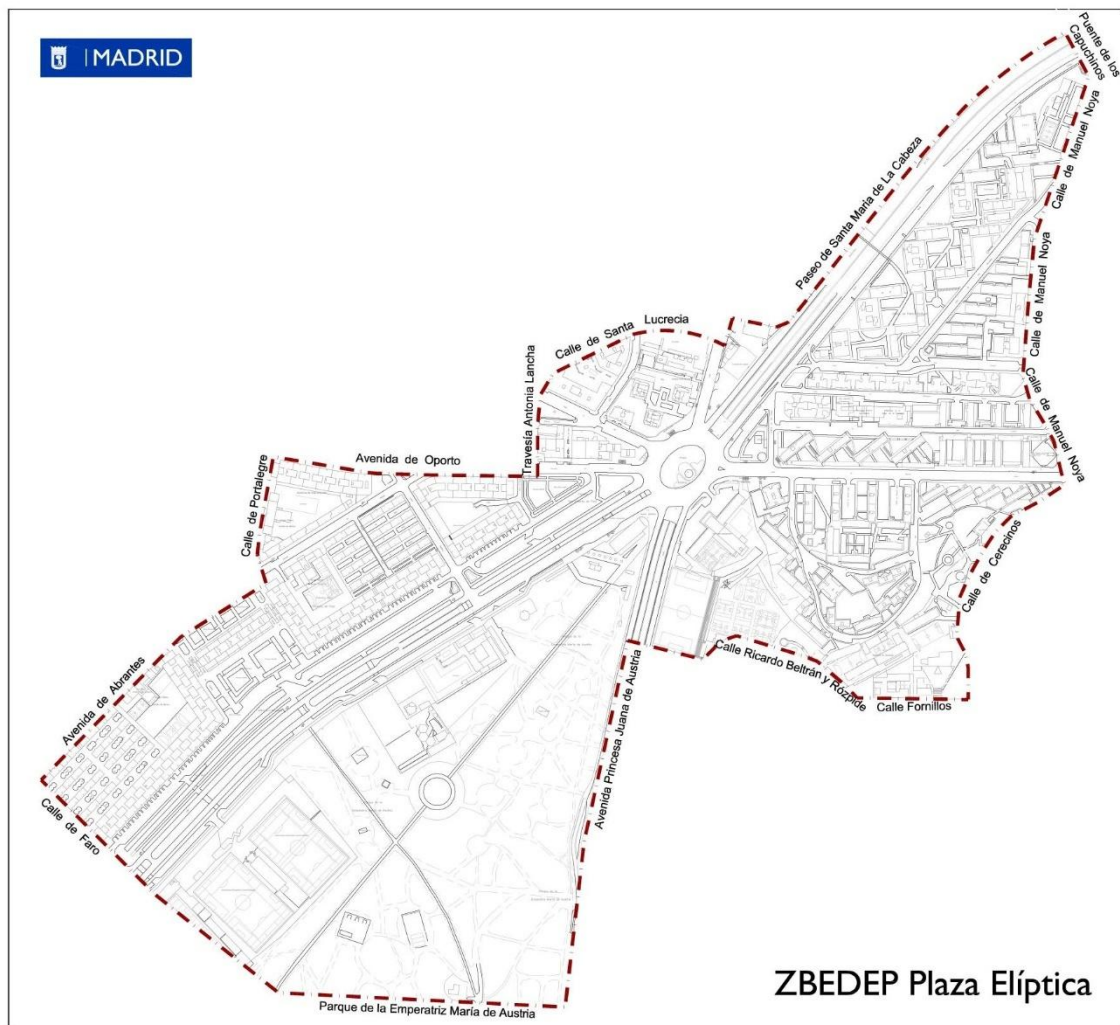 MADRID
Puente de los
Capuchinos
Calle de Manuel Noya
Paseo de Santa Maria de La Cabeza
Calle de Manuel Noya
Calle de Santa Lucrecia
Travesía Antonia Lancha
Calle de Manuel Noya
Avenida de Oporto
Calle de Portalegre
Calle de Cerecinos
Calle Ricardo Beltrán y Rózpide
Calle Fornillos
Avenida Princesa Juana de Austria
Avenida de Abrantes
Calle de Faro
Parque de la Emperatriz María de Austria
ZBEDEP Plaza Elíptica